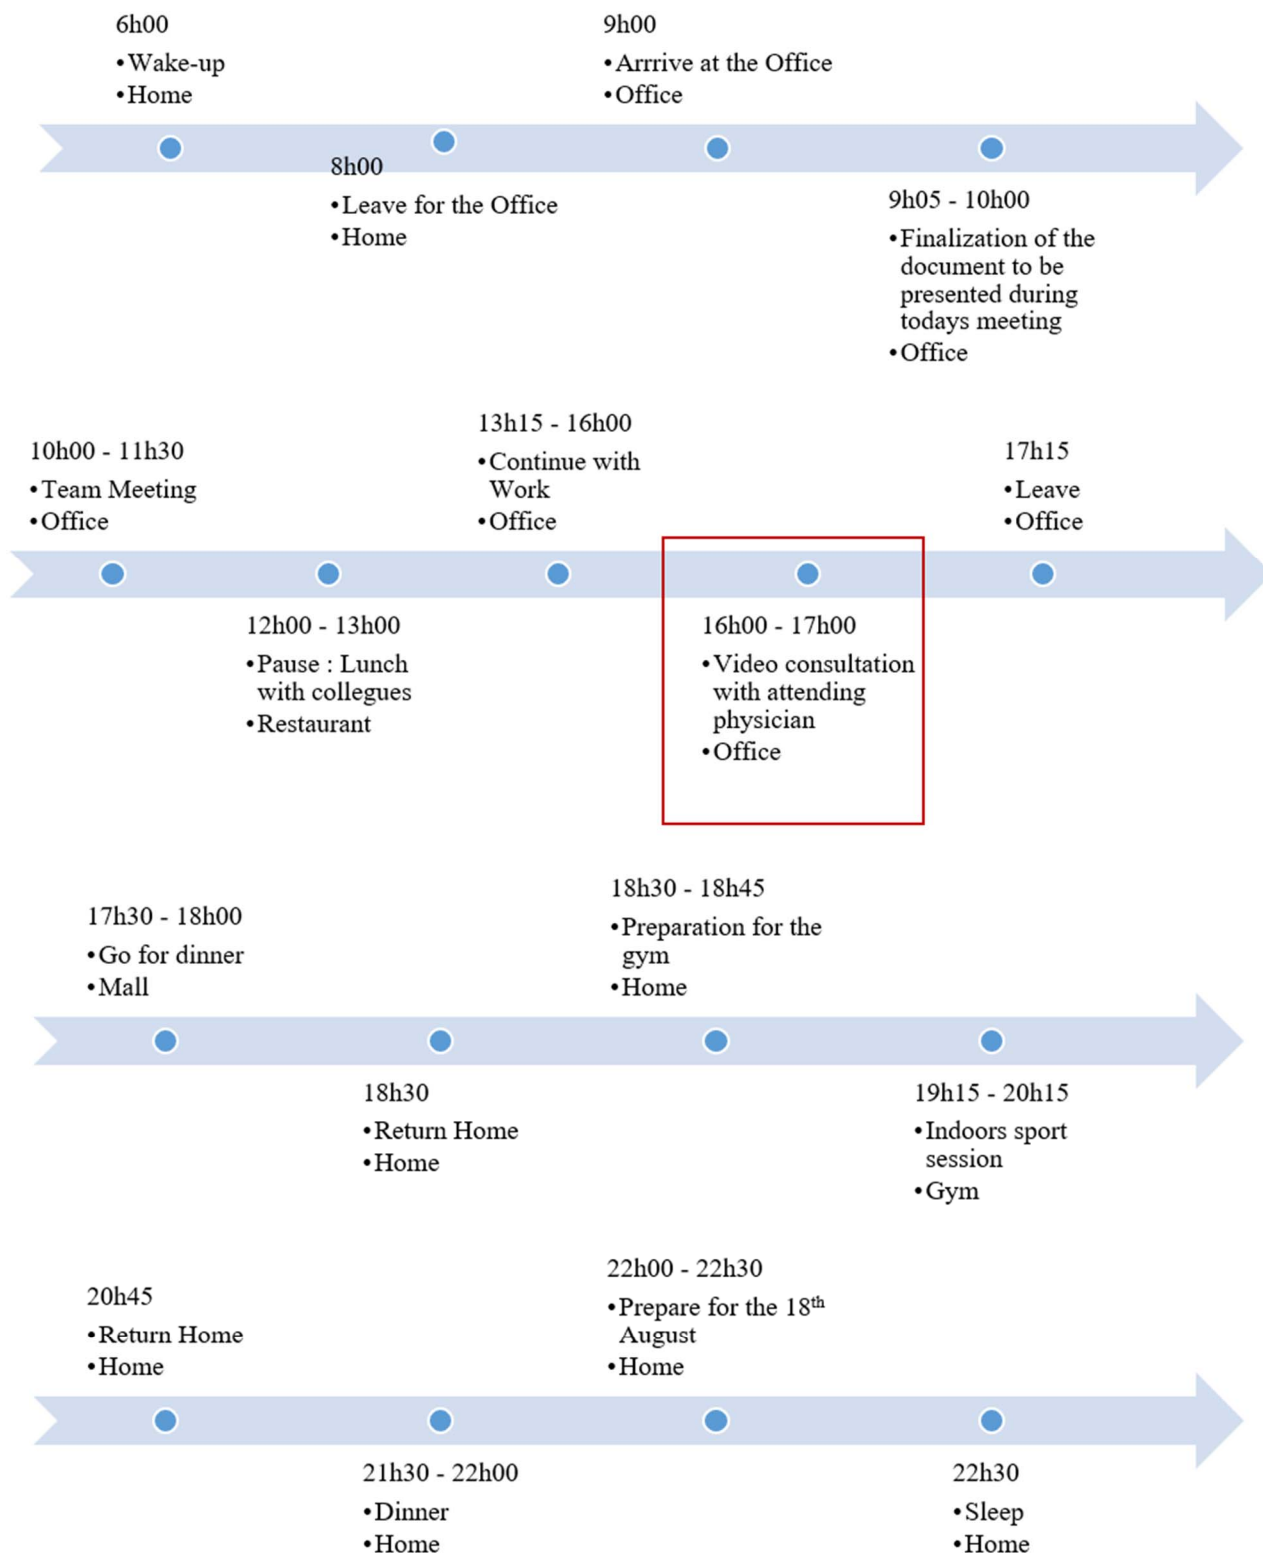 6h00
•Wake-up
•Home
8h00
•Leave for the Office
•Home
9h00
•Arrrive at the Office
•Office
9h05 - 10h00
•Finalization of the
document to be
presented during
todays meeting
•Office
10h00 - 11h30
•Team Meeting
•Office
12h00 - 13h00
•Pause : Lunch
with collegues
•Restaurant
13h15 - 16h00
•Continue with
Work
•Office
16h00 - 17h00
•Video consultation
with attending
physician
•Office
17h15
•Leave
•Office
17h30 - 18h00
•Go for dinner
•Mall
18h30
•Return Home
•Home
18h30 - 18h45
•Preparation for the
gym
•Home
19h15 - 20h15
•Indoors sport
session
•Gym
20h45
•Return Home
•Home
21h30 - 22h00
•Dinner
•Home
22h00 - 22h30
•Prepare for the 18th
August
•Home
22h30
•Sleep
•Home